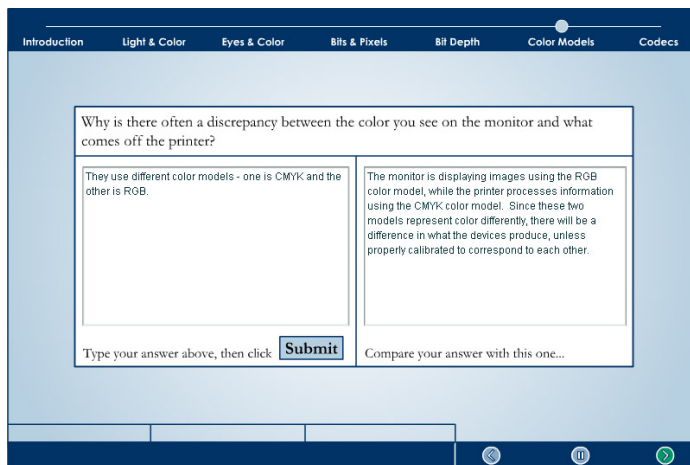 Introduction Light & Color Eyes & Color Bits & Pixels Bit Depth Color Models Codecs
Why is there often a discrepancy between the color you see on the monitor and what
comes off the printer?
They use different color models - one is CMYK and the
other is RGB.
Type your answer above, then click Submit
The monitor is displaying images using the RGB
color model, while the printer processes information
using the CMYK color model. Since these two
models represent color differently, there will be a
difference in what the devices produce, unless
properly calibrated to correspond to each other.
Compare your answer with this one...